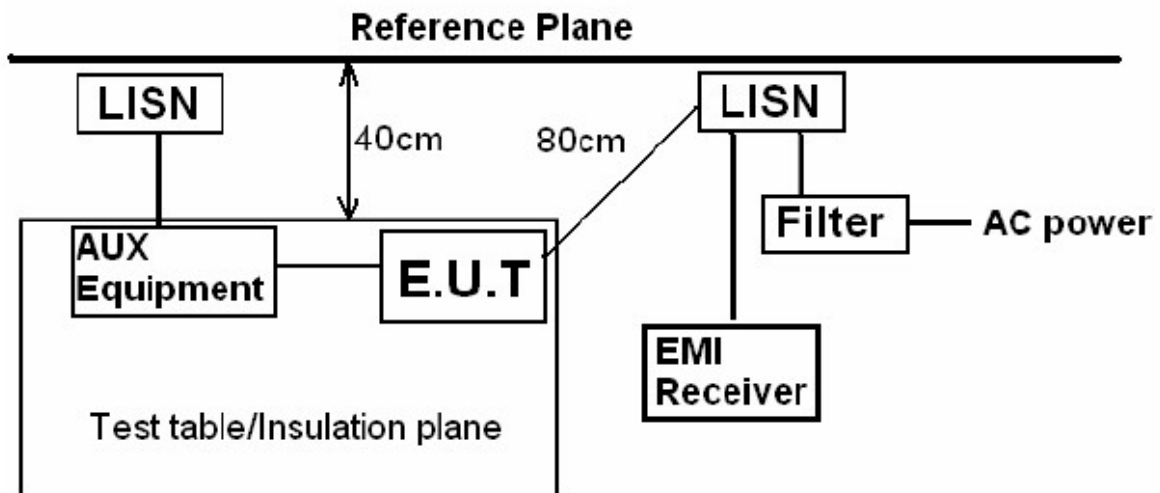 Reference Plane
LISN
LISN
40cm
80cm
Filter
AC power
AUX
Equipment
E.U.T
EMI
Receiver
Test table/Insulation plane